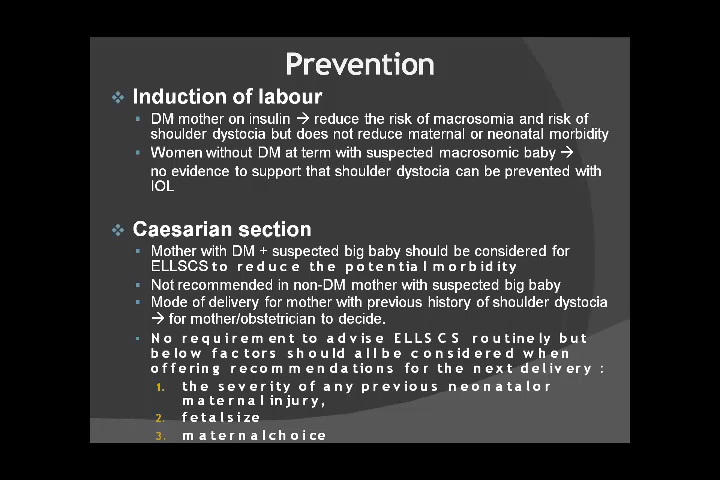 Prevention
❖ Induction of labour
▪ DM mother on insulin → reduce the risk of macrosomia and risk of
shoulder dystocia but does not reduce maternal or neonatal morbidity
▪ Women without DM at term with suspected macrosomic baby →
no evidence to support that shoulder dystocia can be prevented with
IOL
❖ Caesarian section
▪ Mother with DM + suspected big baby should be considered for
ELLSCS to reduce the potential morbidity
▪ Not recommended in non-DM mother with suspected big baby
▪ Mode of delivery for mother with previous history of shoulder dystocia
→ for mother/obstetrician to decide.
▪ No requirement to advise ELLSCS routinely but
below factors should all be considered when
offering recommendations for the next delivery :
1. the severity of any previous neonatal or
maternal injury,
2. fetal size
3. maternal choice